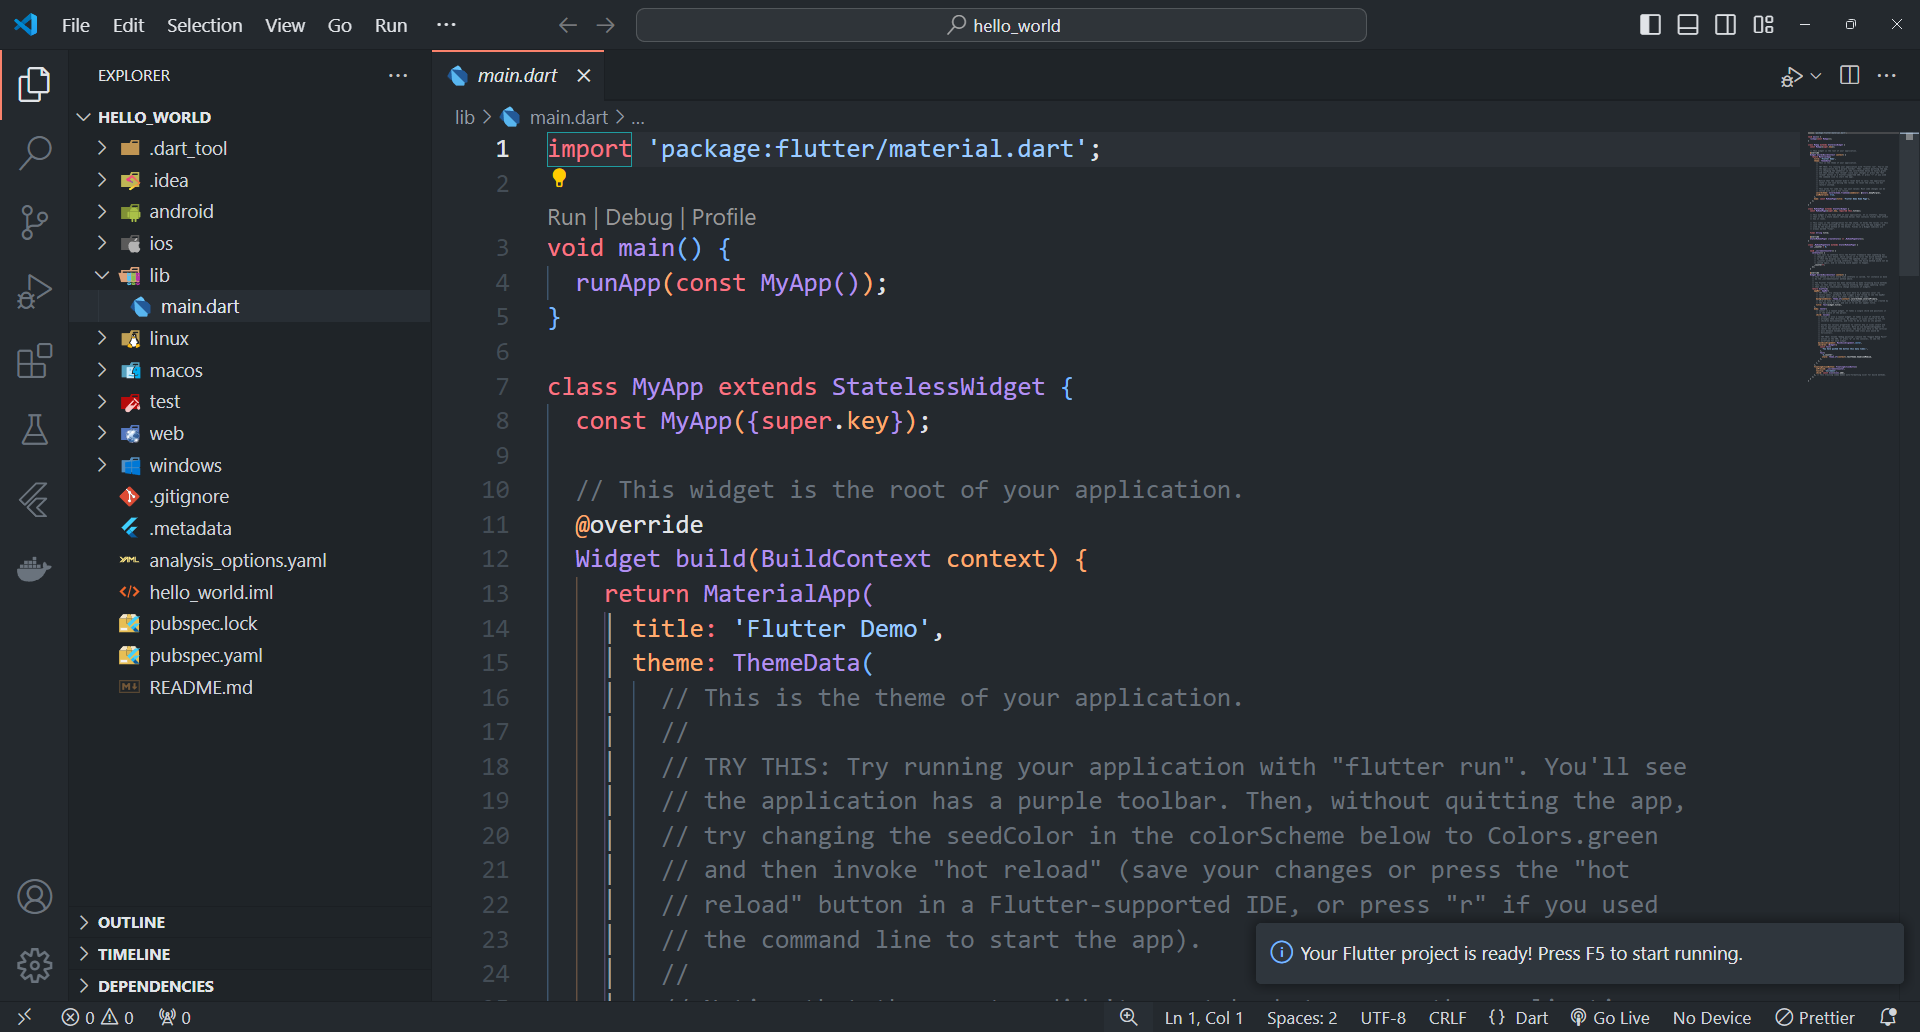 File Edit Selection View Go Run ··· hello_world
EXPLORER ···
HELLO_WORLD
.dart_tool
.idea
android
ios
lib
main.dart
linux
macos
test
web
windows
.gitignore
.metadata
YAML analysis_options.yaml
hello_world.iml
pubspec.lock
pubspec.yaml
README.md
OUTLINE
TIMELINE
DEPENDENCIES
main.dart
lib > main.dart > ...
1 import 'package:flutter/material.dart';
2
Run | Debug | Profile
3 void main() {
4 runApp(const MyApp());
5 }
6
7 class MyApp extends StatelessWidget {
8 const MyApp({super.key});
9
10 // This widget is the root of your application.
11 @override
12 Widget build(BuildContext context) {
13 return MaterialApp(
14 title: 'Flutter Demo',
15 theme: ThemeData(
16 // This is the theme of your application.
17 //
18 // TRY THIS: Try running your application with "flutter run". You'll see
19 // the application has a purple toolbar. Then, without quitting the app,
20 // try changing the seedColor in the colorScheme below to Colors.green
21 // and then invoke "hot reload" (save your changes or press the "hot
22 // reload" button in a Flutter-supported IDE, or press "r" if you used
23 // the command line to start the app).
24 //
Your Flutter project is ready! Press F5 to start running.
0 0 0 Ln 1, Col 1 Spaces: 2 UTF-8 CRLF {} Dart Go Live No Device Prettier